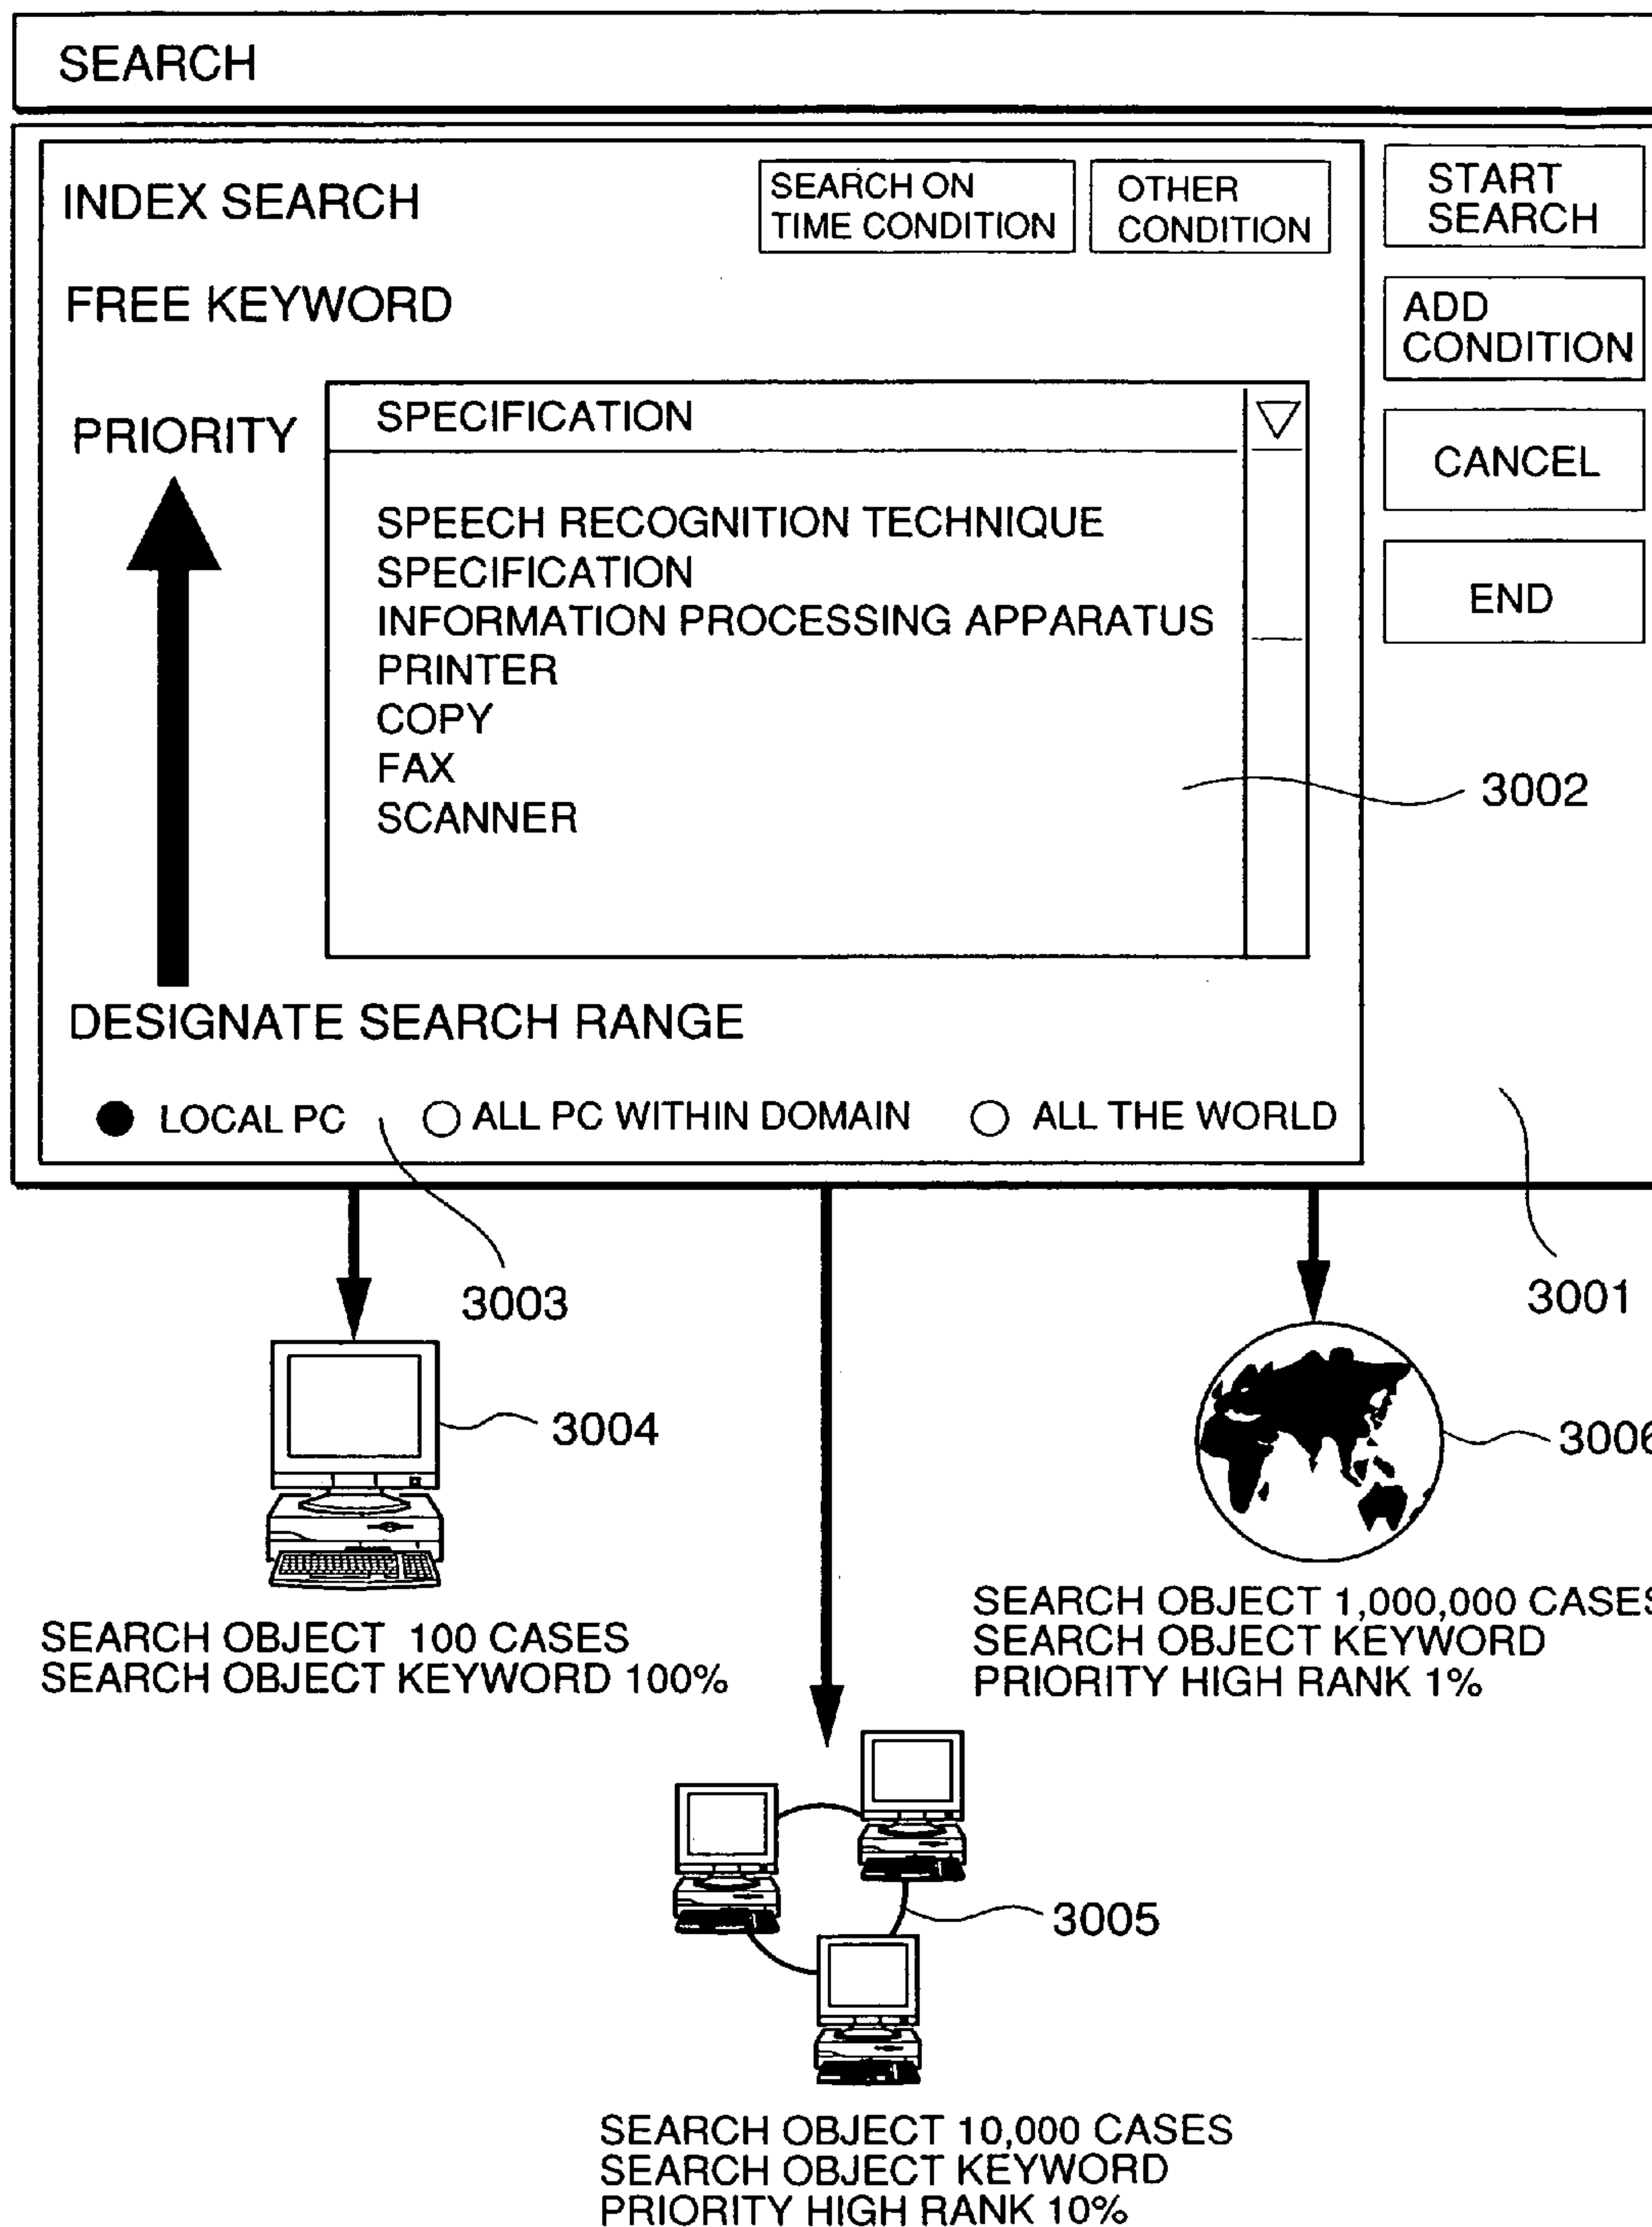 SEARCH
INDEX SEARCH
SEARCH ON
TIME CONDITION
OTHER
CONDITION
START
SEARCH
FREE KEYWORD
ADD
CONDITION
PRIORITY
SPECIFICATION
CANCEL
SPEECH RECOGNITION TECHNIQUE
SPECIFICATION
INFORMATION PROCESSING APPARATUS
PRINTER
COPY
FAX
SCANNER
END
3002
DESIGNATE SEARCH RANGE
LOCAL PC
ALL PC WITHIN DOMAIN
ALL THE WORLD
3003
3001
3004
3006
SEARCH OBJECT 100 CASES
SEARCH OBJECT KEYWORD 100%
SEARCH OBJECT 1,000,000 CASES
SEARCH OBJECT KEYWORD
PRIORITY HIGH RANK 1%
3005
SEARCH OBJECT 10,000 CASES
SEARCH OBJECT KEYWORD
PRIORITY HIGH RANK 10%